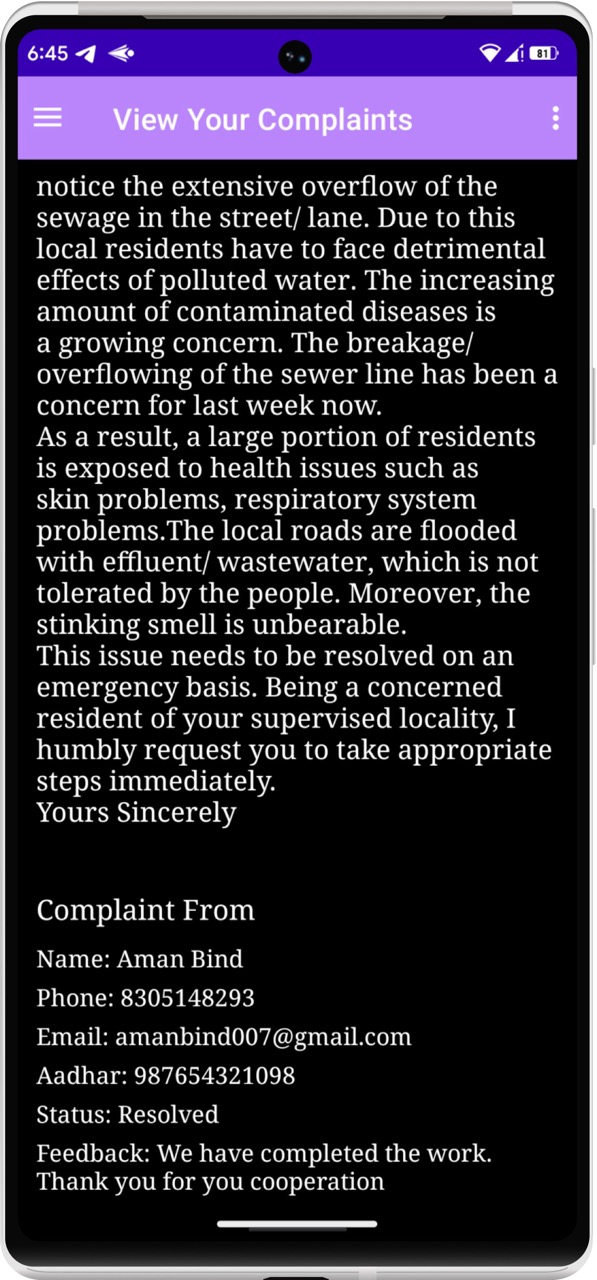 6:45
81
View Your Complaints
notice the extensive overflow of the
sewage in the street/ lane. Due to this
local residents have to face detrimental
effects of polluted water. The increasing
amount of contaminated diseases is
a growing concern. The breakage/
overflowing of the sewer line has been a
concern for last week now.
As a result, a large portion of residents
is exposed to health issues such as
skin problems, respiratory system
problems.The local roads are flooded
with effluent/ wastewater, which is not
tolerated by the people. Moreover, the
stinking smell is unbearable.
This issue needs to be resolved on an
emergency basis. Being a concerned
resident of your supervised locality, I
humbly request you to take appropriate
steps immediately.
Yours Sincerely
Complaint From
Name: Aman Bind
Phone: 8305148293
Email: amanbind007@gmail.com
Aadhar: 987654321098
Status: Resolved
Feedback: We have completed the work.
Thank you for you cooperation